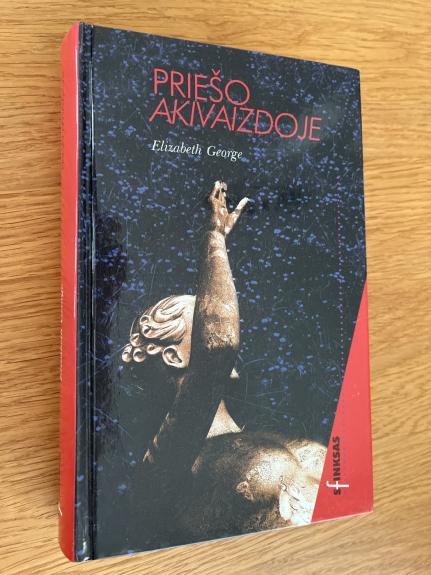 PRIEŠO
AKIVAIZDOJE
Elizabeth George
SFINKSAS